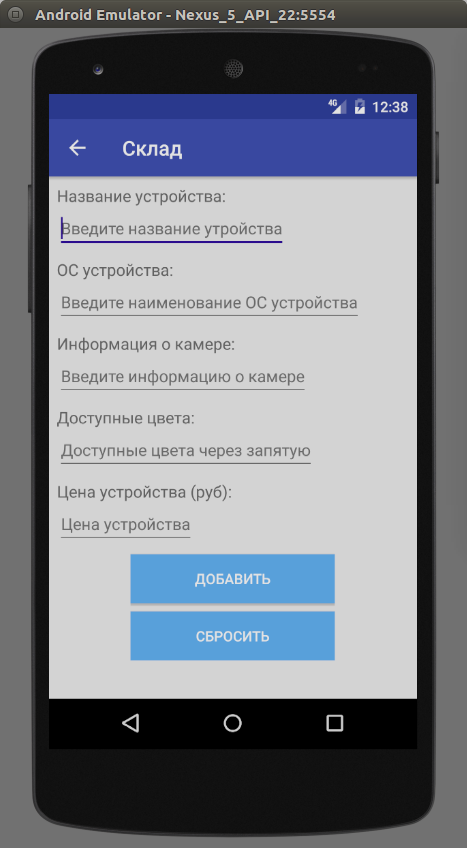 Android Emulator - Nexus_5_API_22:5554
4G 12:38
Склад
Название устройства:
Введите название утройства
ОС устройства:
Введите наименование ОС устройства
Информация о камере:
Введите информацию о камере
Доступные цвета:
Доступные цвета через запятую
Цена устройства (руб):
Цена устройства
ДОБАВИТЬ
СБРОСИТЬ